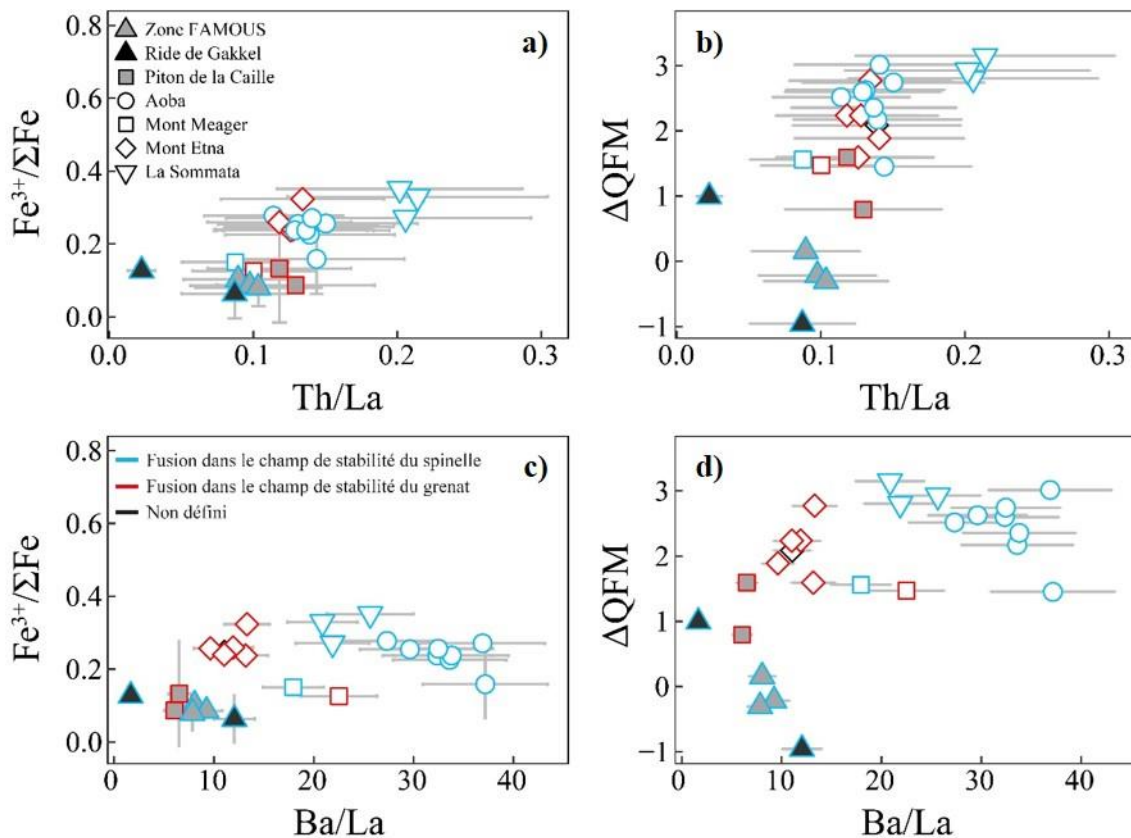 0.8
0.6
0.4
0.2
0.0
Fe³⁺/ΣFe
Zone FAMOUS
Ride de Gakkel
Piton de la Caille
Aoba
Mont Meager
Mont Etna
La Sommata
a)
0.0 0.1 0.2 0.3
Th/La
b)
3
2
1
0
−1
ΔQFM
0.0 0.1 0.2 0.3
Th/La
0.8
0.6
0.4
0.2
0.0
Fe³⁺/ΣFe
Fusion dans le champ de stabilité du spinelle
Fusion dans le champ de stabilité du grenat
Non défini
c)
0 10 20 30 40
Ba/La
d)
3
2
1
0
−1
ΔQFM
0 10 20 30 40
Ba/La